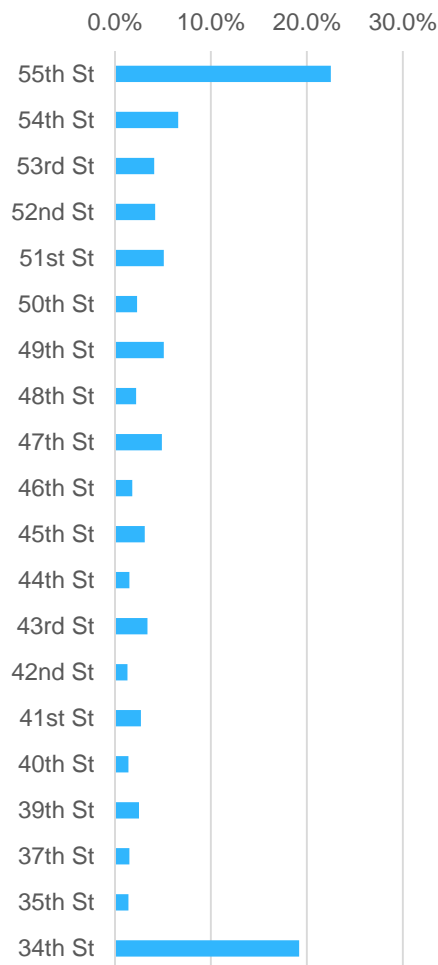 0.0% 10.0% 20.0% 30.0%
55th St
54th St
53rd St
52nd St
51st St
50th St
49th St
48th St
47th St
46th St
45th St
44th St
43rd St
42nd St
41st St
40th St
39th St
37th St
35th St
34th St